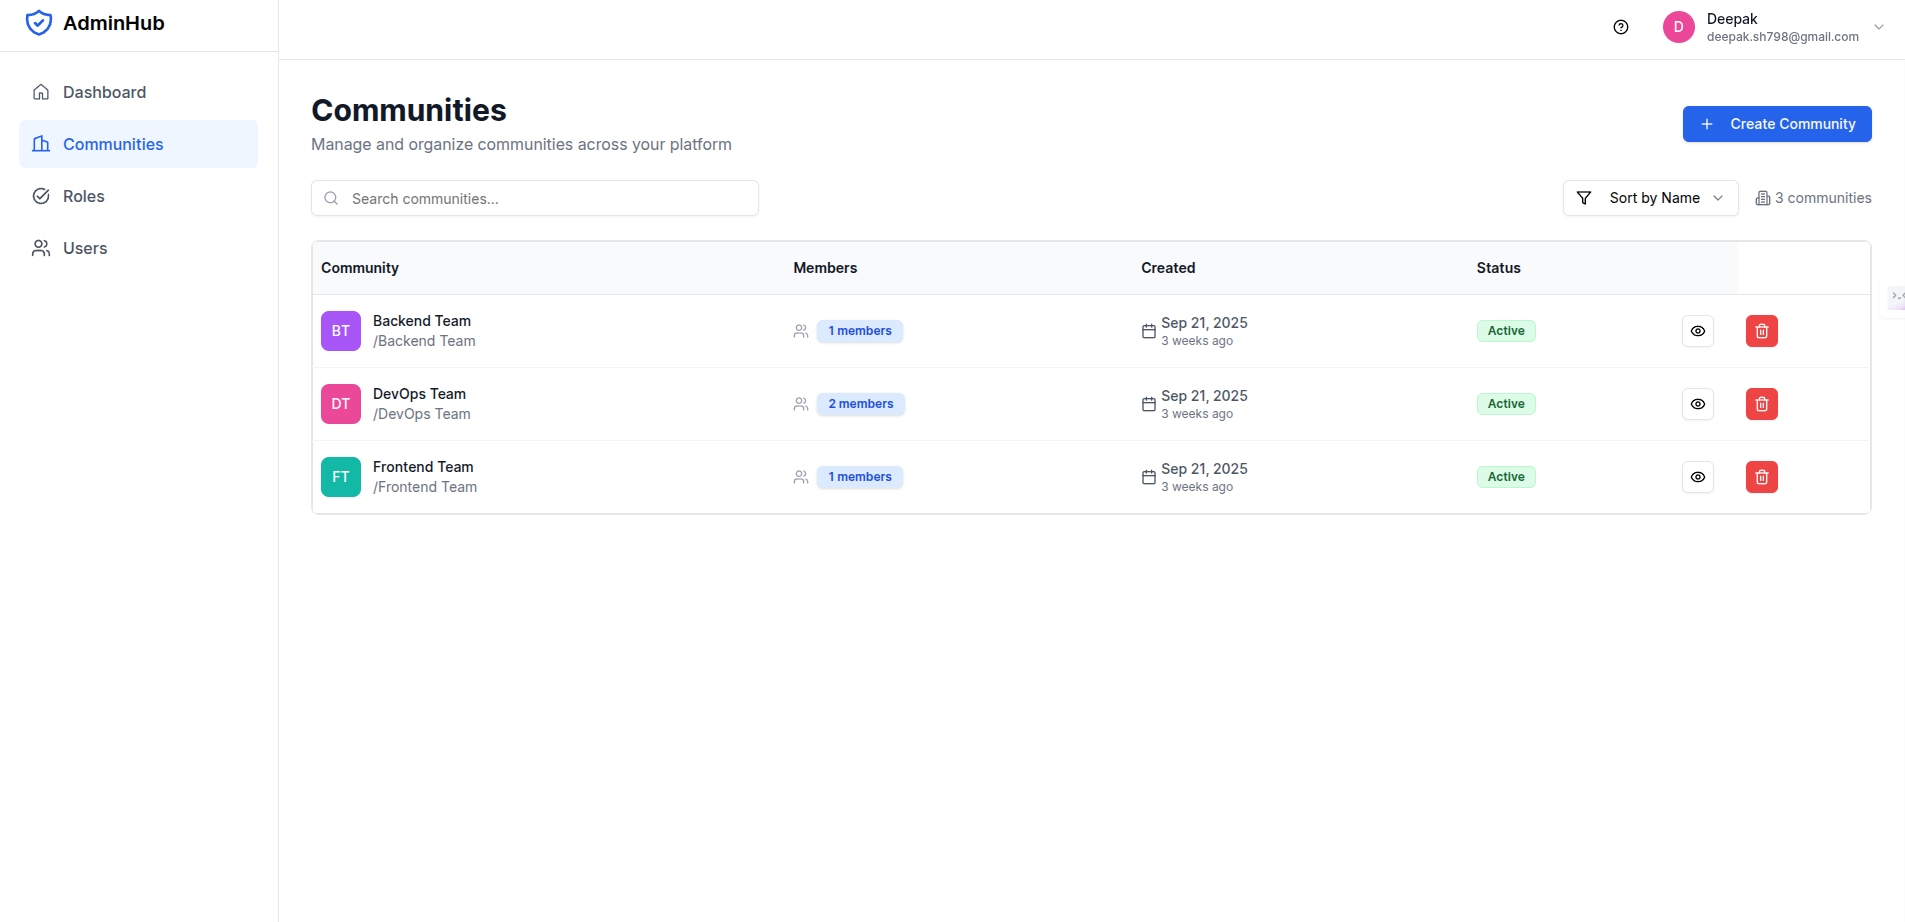 AdminHub
Deepak
deepak.sh798@gmail.com
Dashboard
Communities
Roles
Users
Communities
Manage and organize communities across your platform
Create Community
Search communities...
Sort by Name
3 communities
Community Members Created Status
BT Backend Team /Backend Team 1 members Sep 21, 2025 3 weeks ago Active
DT DevOps Team /DevOps Team 2 members Sep 21, 2025 3 weeks ago Active
FT Frontend Team /Frontend Team 1 members Sep 21, 2025 3 weeks ago Active
D